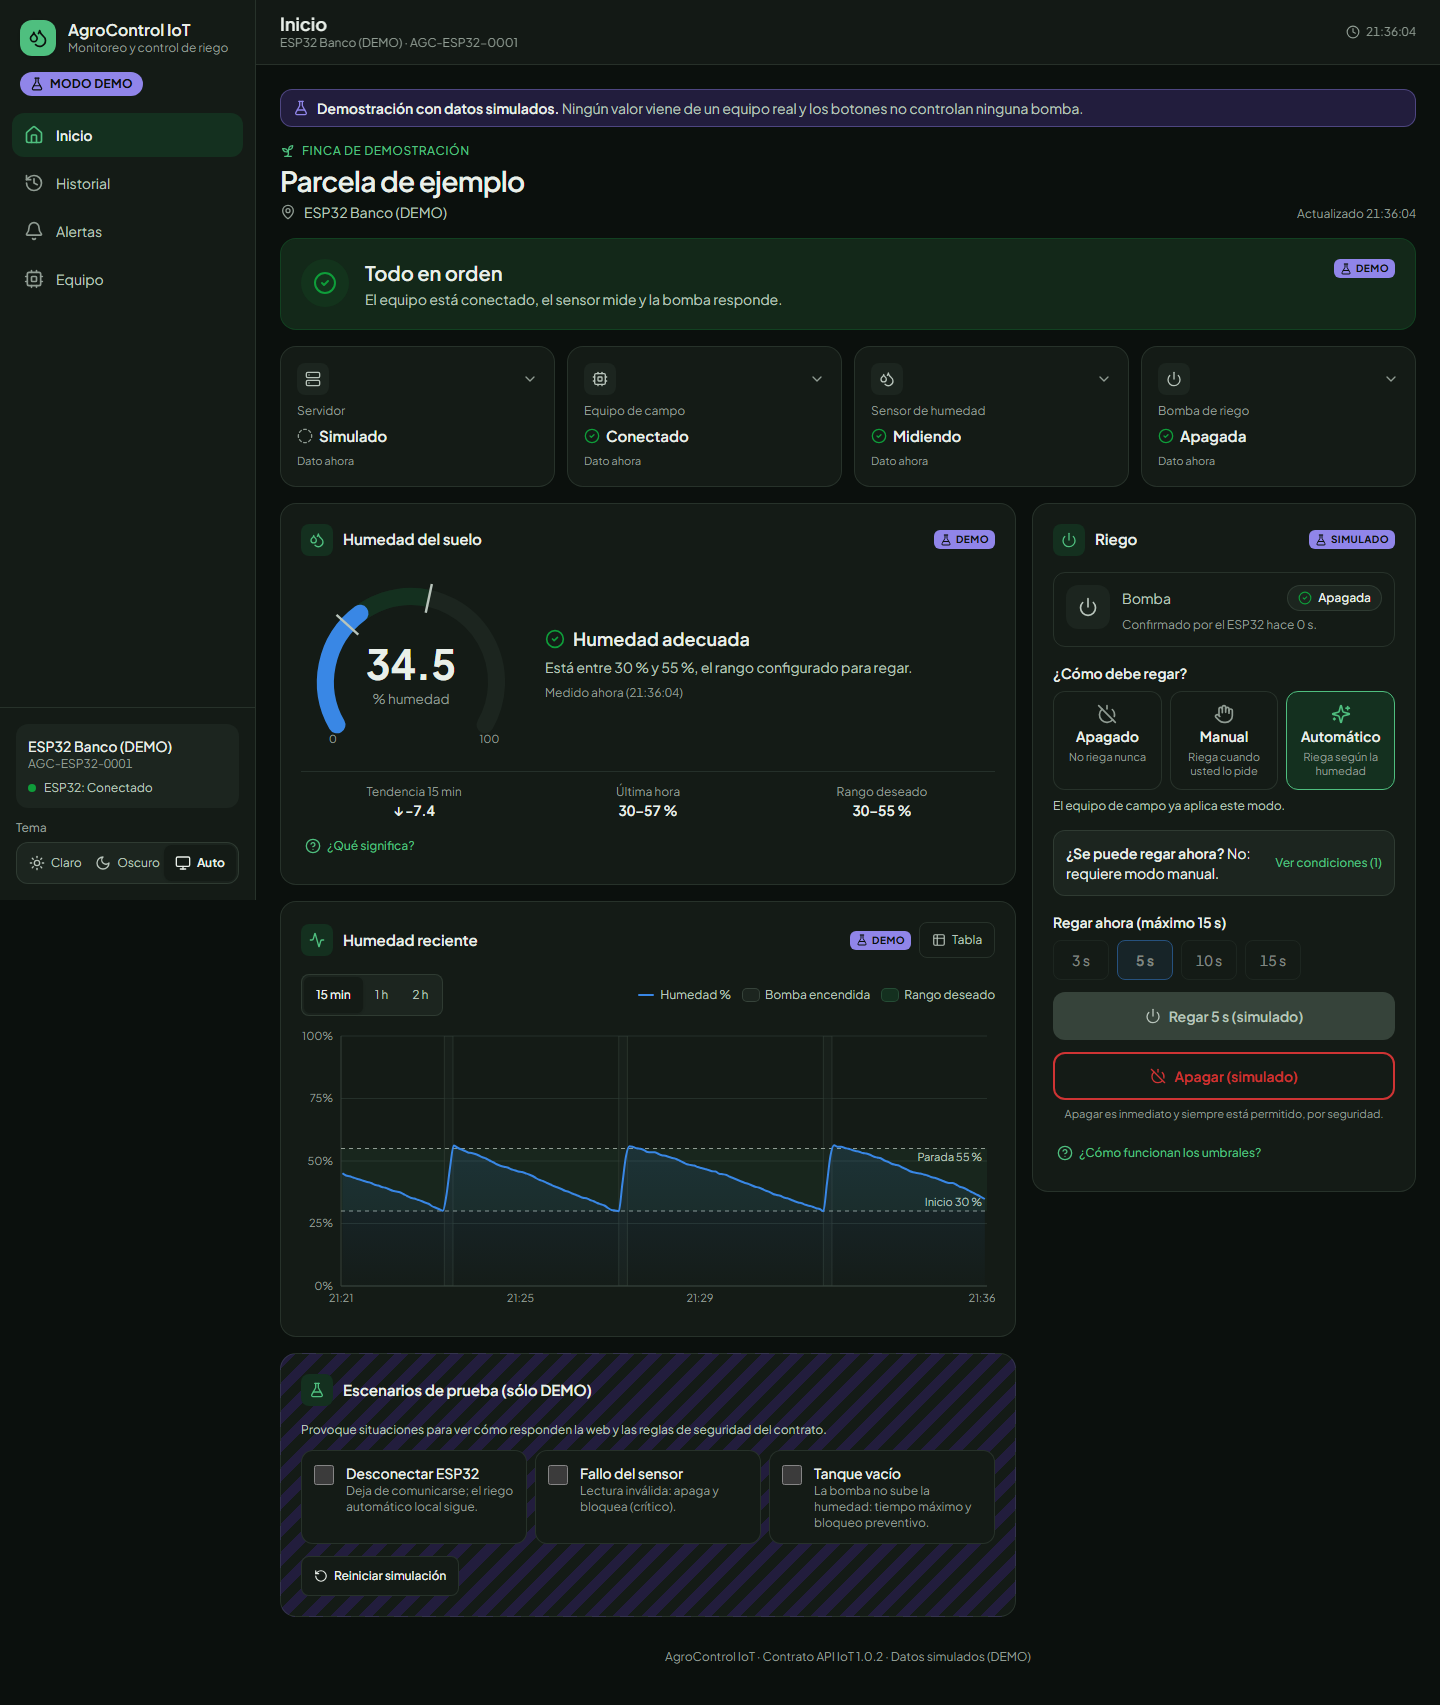 AgroControl IoT
Monitoreo y control de riego
MODO DEMO
Inicio
Historial
Alertas
Equipo
ESP32 Banco (DEMO)
AGC-ESP32-0001
ESP32: Conectado
Tema
Claro
Oscuro
Auto
Inicio
ESP32 Banco (DEMO) · AGC-ESP32-0001
21:36:04
Demostración con datos simulados. Ningún valor viene de un equipo real y los botones no controlan ninguna bomba.
FINCA DE DEMOSTRACIÓN
Parcela de ejemplo
ESP32 Banco (DEMO)
Actualizado 21:36:04
Todo en orden
El equipo está conectado, el sensor mide y la bomba responde.
DEMO
Servidor
Simulado
Dato ahora
Equipo de campo
Conectado
Dato ahora
Sensor de humedad
Midiendo
Dato ahora
Bomba de riego
Apagada
Dato ahora
Humedad del suelo
DEMO
34.5
% humedad
0
100
Humedad adecuada
Está entre 30 % y 55 %, el rango configurado para regar.
Medido ahora (21:36:04)
Tendencia 15 min
↓ −7.4
Última hora
30–57 %
Rango deseado
30–55 %
¿Qué significa?
Humedad reciente
DEMO
Tabla
15 min
1 h
2 h
Humedad %
Bomba encendida
Rango deseado
100%
75%
50%
25%
0%
Parada 55 %
Inicio 30 %
21:21
21:25
21:29
21:36
Escenarios de prueba (sólo DEMO)
Provoque situaciones para ver cómo responden la web y las reglas de seguridad del contrato.
Desconectar ESP32
Deja de comunicarse; el riego
automático local sigue.
Fallo del sensor
Lectura inválida: apaga y
bloquea (crítico).
Tanque vacío
La bomba no sube la
humedad: tiempo máximo y
bloqueo preventivo.
Reiniciar simulación
Riego
SIMULADO
Bomba
Apagada
Confirmado por el ESP32 hace 0 s.
¿Cómo debe regar?
Apagado
No riega nunca
Manual
Riega cuando
usted lo pide
Automático
Riega según la
humedad
El equipo de campo ya aplica este modo.
¿Se puede regar ahora? No:
requiere modo manual.
Ver condiciones (1)
Regar ahora (máximo 15 s)
3 s
5 s
10 s
15 s
Regar 5 s (simulado)
Apagar (simulado)
Apagar es inmediato y siempre está permitido, por seguridad.
¿Cómo funcionan los umbrales?
AgroControl IoT · Contrato API IoT 1.0.2 · Datos simulados (DEMO)